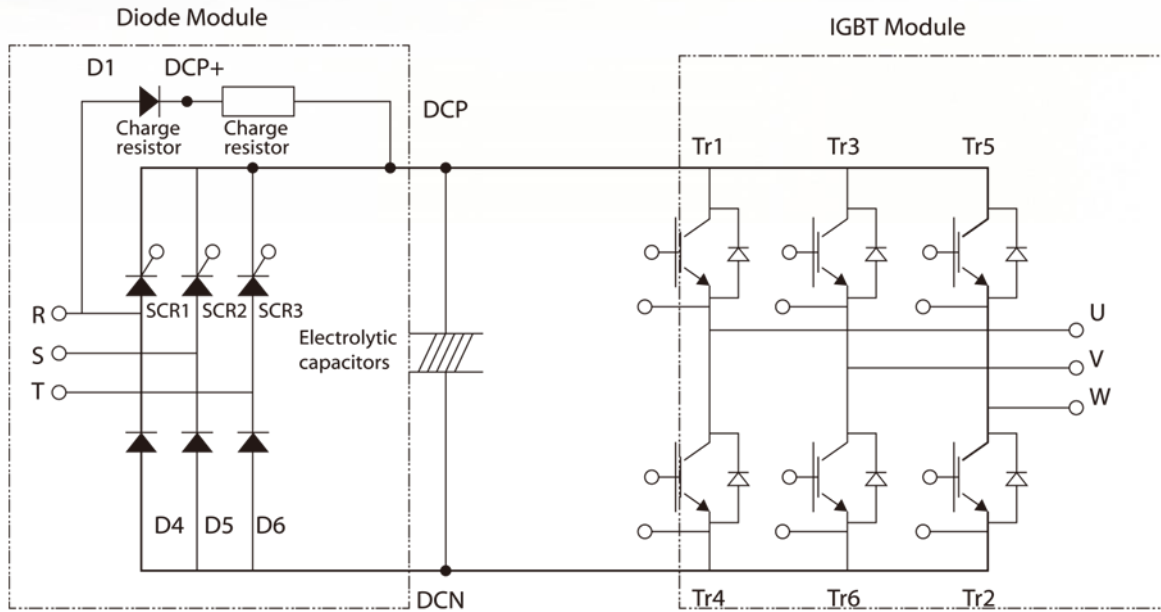 Diode Module
IGBT Module
D1 DCP+
Charge resistor
Charge resistor
DCP
Tr1 Tr3 Tr5
SCR1 SCR2 SCR3
R
S
T
Electrolytic
capacitors
U
V
W
D4 D5 D6
DCN
Tr4 Tr6 Tr2